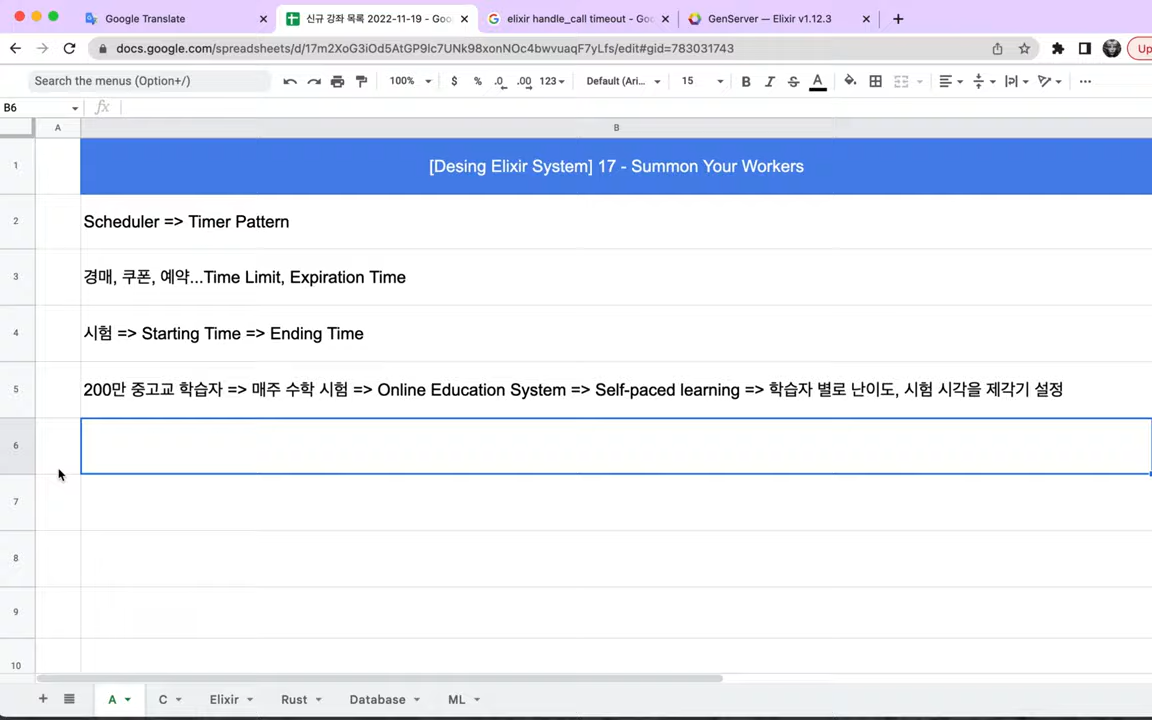 Google Translate
신규 강좌 목록 2022-11-19 - Goo
elixir handle_call timeout - Goo
GenServer — Elixir v1.12.3
docs.google.com/spreadsheets/d/17m2XoG3iOd5AtGP9lc7UNk98xonNOc4bwvuaqF7yLfs/edit#gid=783031743
Up
Search the menus (Option+/)
100%
$
%
.0
.00
123
Default (Ari...
15
B
I
S
A
B6
fx
A
B
1
[Desing Elixir System] 17 - Summon Your Workers
2
Scheduler => Timer Pattern
3
경매, 쿠폰, 예약...Time Limit, Expiration Time
4
시험 => Starting Time => Ending Time
5
200만 중고교 학습자 => 매주 수학 시험 => Online Education System => Self-paced learning => 학습자 별로 난이도, 시험 시각을 제각기 설정
6
7
8
9
10
A
C
Elixir
Rust
Database
ML